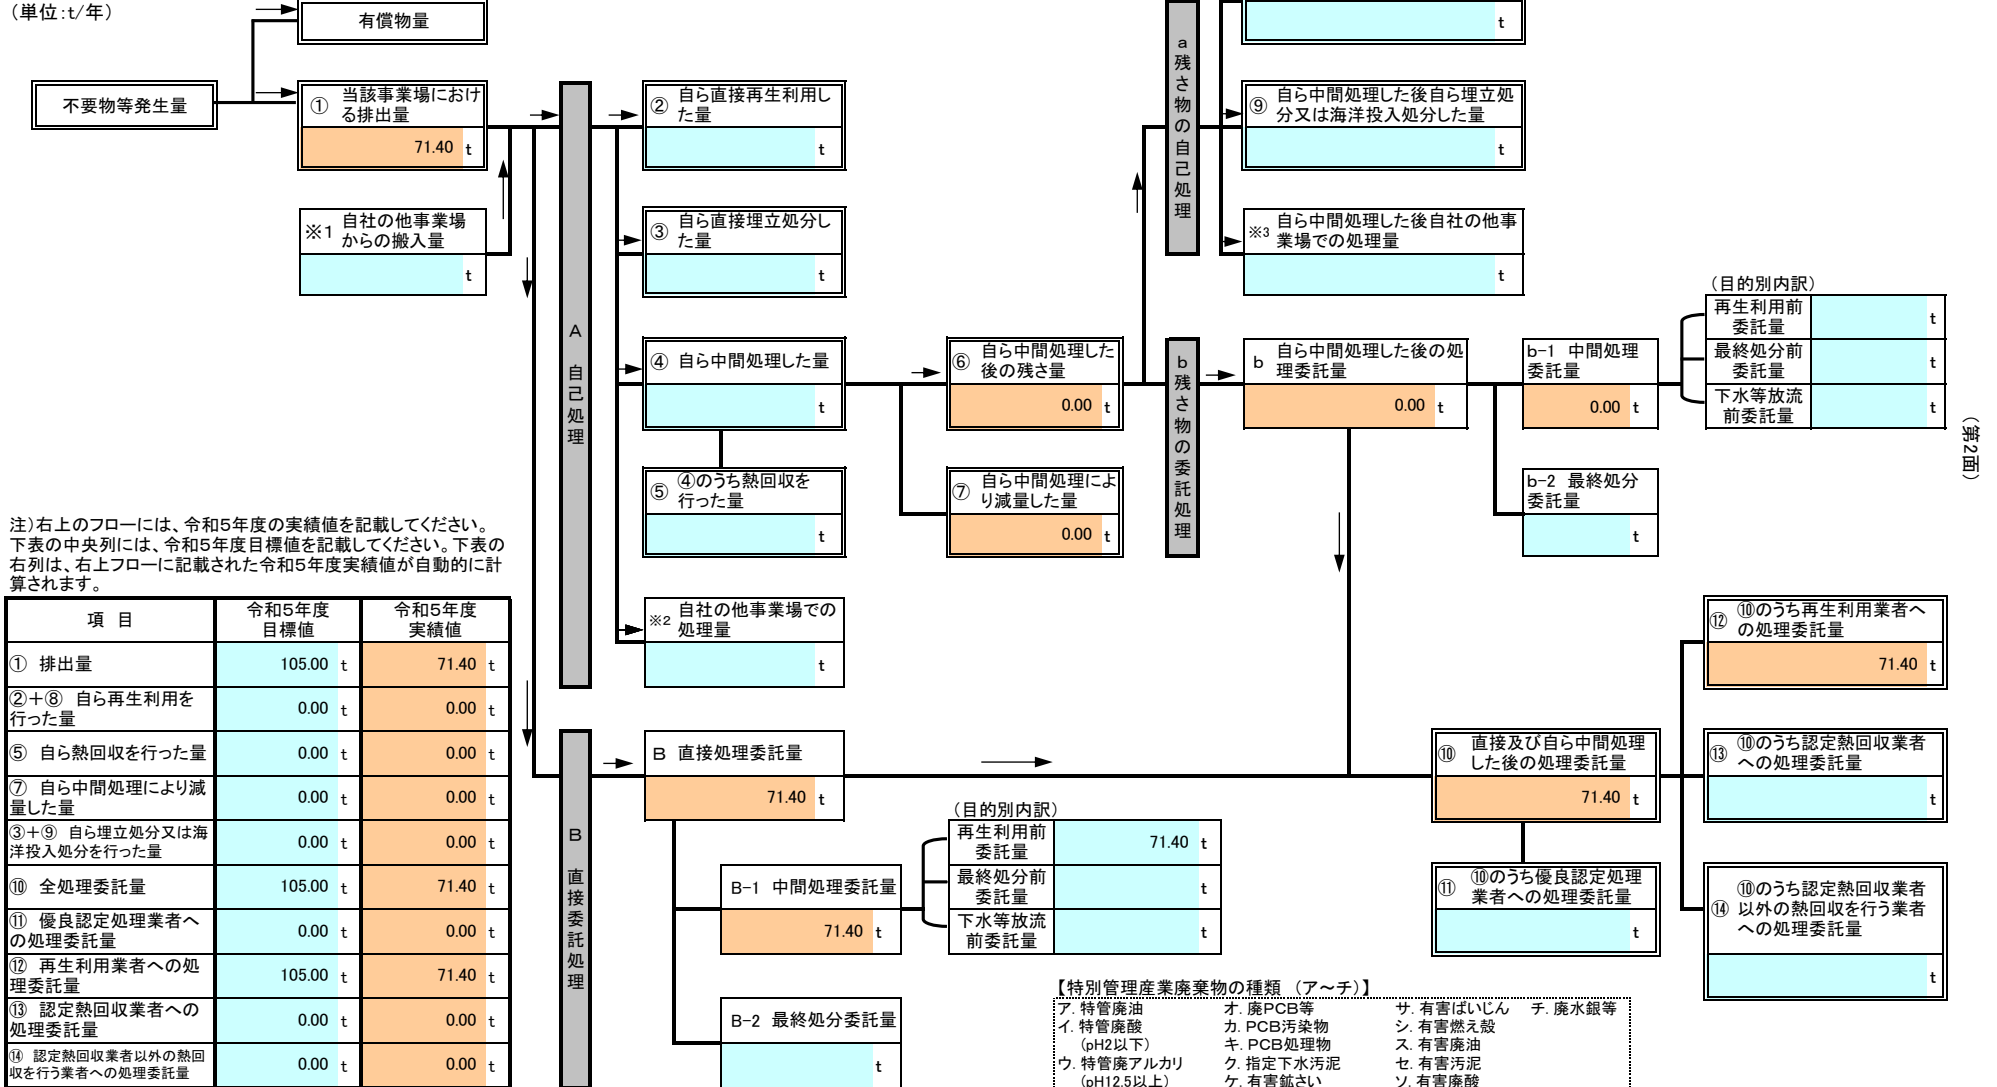 （単位：t/年）
有償物量
不要物等発生量
① 当該事業場におけ
る排出量
71.40 t
※1 自社の他事業場
からの搬入量
t
A 自己処理
② 自ら直接再生利用し
た量
t
③ 自ら直接埋立処分し
た量
t
④ 自ら中間処理した量
t
⑤ ④のうち熱回収を
行った量
t
※2 自社の他事業場での
処理量
t
⑥ 自ら中間処理した
後の残さ量
0.00 t
⑦ 自ら中間処理によ
り減量した量
0.00 t
a 残さ物の自己処理
t
⑨ 自ら中間処理した後自ら埋立処
分又は海洋投入処分した量
t
※3 自ら中間処理した後自社の他事
業場での処理量
t
b 残さ物の委託処理
b 自ら中間処理した後の処
理委託量
0.00 t
b-1 中間処理
委託量
0.00 t
（目的別内訳）
再生利用前
委託量
t
最終処分前
委託量
t
下水等放流
前委託量
t
b-2 最終処分
委託量
t
（第2面）
注）右上のフローには、令和5年度の実績値を記載してください。
下表の中央列には、令和5年度目標値を記載してください。下表の
右列は、右上フローに記載された令和5年度実績値が自動的に計
算されます。
項 目 令和5年度 目標値 令和5年度 実績値
① 排出量 105.00 t 71.40 t
②＋⑧ 自ら再生利用を
行った量 0.00 t 0.00 t
⑤ 自ら熱回収を行った量 0.00 t 0.00 t
⑦ 自ら中間処理により減
量した量 0.00 t 0.00 t
③＋⑨ 自ら埋立処分又は海
洋投入処分を行った量 0.00 t 0.00 t
⑩ 全処理委託量 105.00 t 71.40 t
⑪ 優良認定処理業者へ
の処理委託量 0.00 t 0.00 t
⑫ 再生利用業者への処
理委託量 105.00 t 71.40 t
⑬ 認定熱回収業者への
処理委託量 0.00 t 0.00 t
⑭ 認定熱回収業者以外の熱回
収を行う業者への処理委託量 0.00 t 0.00 t
B 直接委託処理
B 直接処理委託量
71.40 t
B-1 中間処理委託量
71.40 t
（目的別内訳）
再生利用前
委託量
71.40 t
最終処分前
委託量
t
下水等放流
前委託量
t
B-2 最終処分委託量
t
⑩ 直接及び自ら中間処理
した後の処理委託量
71.40 t
⑪ ⑩のうち優良認定処理
業者への処理委託量
t
⑫ ⑩のうち再生利用業者へ
の処理委託量
71.40 t
⑬ ⑩のうち認定熱回収業者
への処理委託量
t
⑭ ⑩のうち認定熱回収業者
以外の熱回収を行う業者
への処理委託量
t
【特別管理産業廃棄物の種類 （ア～チ）】
ア. 特管廃油 オ. 廃PCB等 サ. 有害ばいじん チ. 廃水銀等
イ. 特管廃酸 カ. PCB汚染物 シ. 有害燃え殻
（pH2以下） キ. PCB処理物 ス. 有害廃油
ウ. 特管廃アルカリ ク. 指定下水汚泥 セ. 有害汚泥
（pH12.5以上） ケ. 有害鉱さい ソ. 有害廃酸